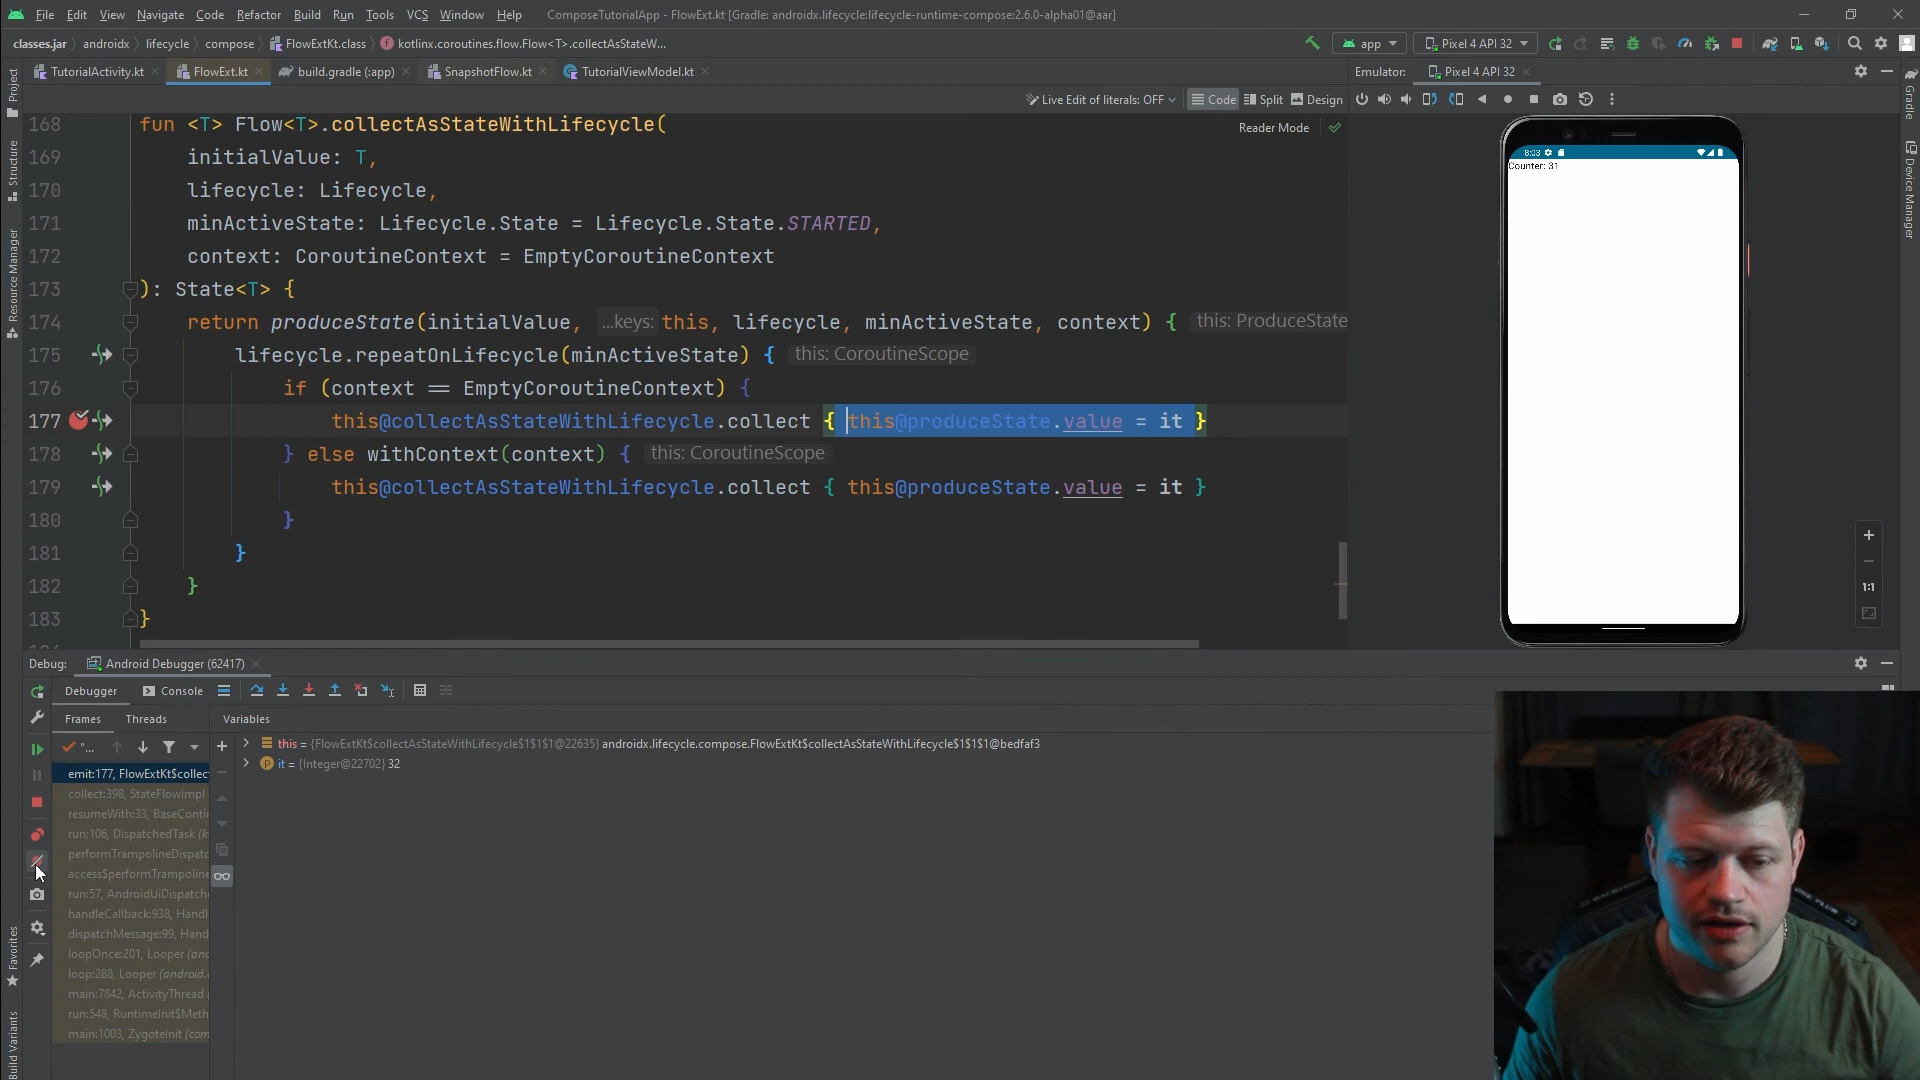 File Edit View Navigate Code Refactor Build Run Tools VCS Window Help ComposeTutorialApp - FlowExt.kt [Gradle: androidx.lifecycle:lifecycle-runtime-compose:2.6.0-alpha01@aar]
classes.jar androidx lifecycle compose FlowExtKt.class kotlinx.coroutines.flow.Flow<T>.collectAsStateW... app Pixel 4 API 32
TutorialActivity.kt FlowExt.kt build.gradle (:app) SnapshotFlow.kt TutorialViewModel.kt Emulator: Pixel 4 API 32
Live Edit of literals: OFF Code Split Design
Reader Mode
168 fun <T> Flow<T>.collectAsStateWithLifecycle(
169 initialValue: T,
170 lifecycle: Lifecycle,
171 minActiveState: Lifecycle.State = Lifecycle.State.STARTED,
172 context: CoroutineContext = EmptyCoroutineContext
173 ): State<T> {
174 return produceState(initialValue, ...keys: this, lifecycle, minActiveState, context) { this: ProduceState
175 lifecycle.repeatOnLifecycle(minActiveState) { this: CoroutineScope
176 if (context == EmptyCoroutineContext) {
177 this@collectAsStateWithLifecycle.collect { this@produceState.value = it }
178 } else withContext(context) { this: CoroutineScope
179 this@collectAsStateWithLifecycle.collect { this@produceState.value = it }
180 }
181 }
182 }
183 }
8:03
Counter: 31
1:1
Project
Structure
Resource Manager
Favorites
Build Variants
Gradle
Device Manager
Debug: Android Debugger (62417)
Debugger Console
Frames Threads Variables
"...
this = {FlowExtKt$collectAsStateWithLifecycle$1$1$1@22635} androidx.lifecycle.compose.FlowExtKt$collectAsStateWithLifecycle$1$1$1@bedfaf3
it = {Integer@22702} 32
emit:177, FlowExtKt$collect
collect:398, StateFlowImpl
resumeWith:33, BaseConti
run:106, DispatchedTask (k
performTrampolineDispatc
access$performTrampoline
run:57, AndroidUiDispatch
handleCallback:938, Handl
dispatchMessage:99, Hand
loopOnce:201, Looper (and
loop:288, Looper (android.
main:7842, ActivityThread
run:548, RuntimeInit$Meth
main:1003, ZygoteInit (com